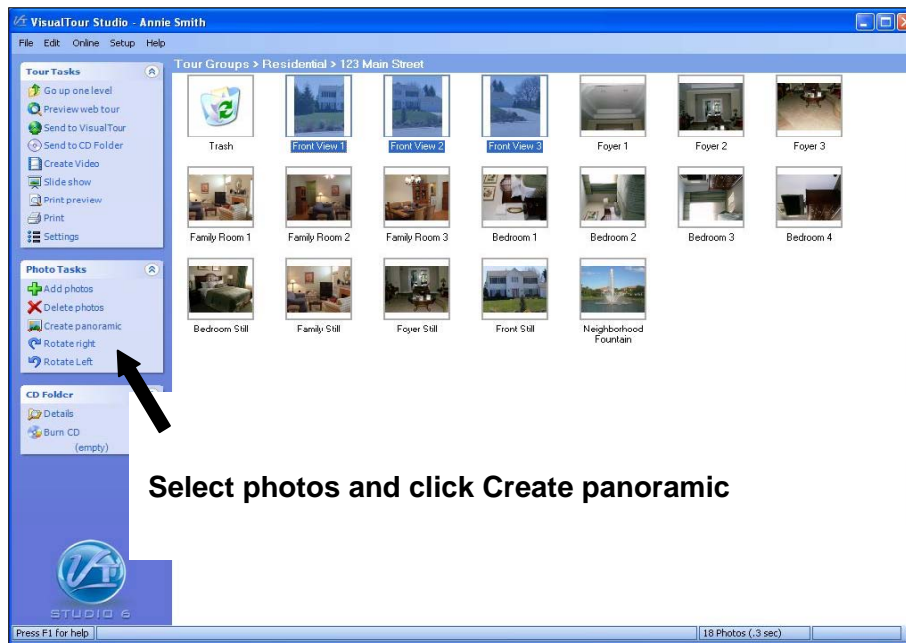 VisualTour Studio - Annie Smith
File Edit Online Setup Help
Tour Tasks
Go up one level
Preview web tour
Send to VisualTour
Send to CD Folder
Create Video
Slide show
Print preview
Print
Settings
Photo Tasks
Add photos
Delete photos
Create panoramic
Rotate right
Rotate Left
CD Folder
Details
Burn CD
(empty)
STUDIO 6
Tour Groups > Residential > 123 Main Street
Trash Front View 1 Front View 2 Front View 3 Foyer 1 Foyer 2 Foyer 3
Family Room 1 Family Room 2 Family Room 3 Bedroom 1 Bedroom 2 Bedroom 3 Bedroom 4
Bedroom Still Family Still Foyer Still Front Still Neighborhood
Fountain
Select photos and click Create panoramic
Press F1 for help 18 Photos (.3 sec)